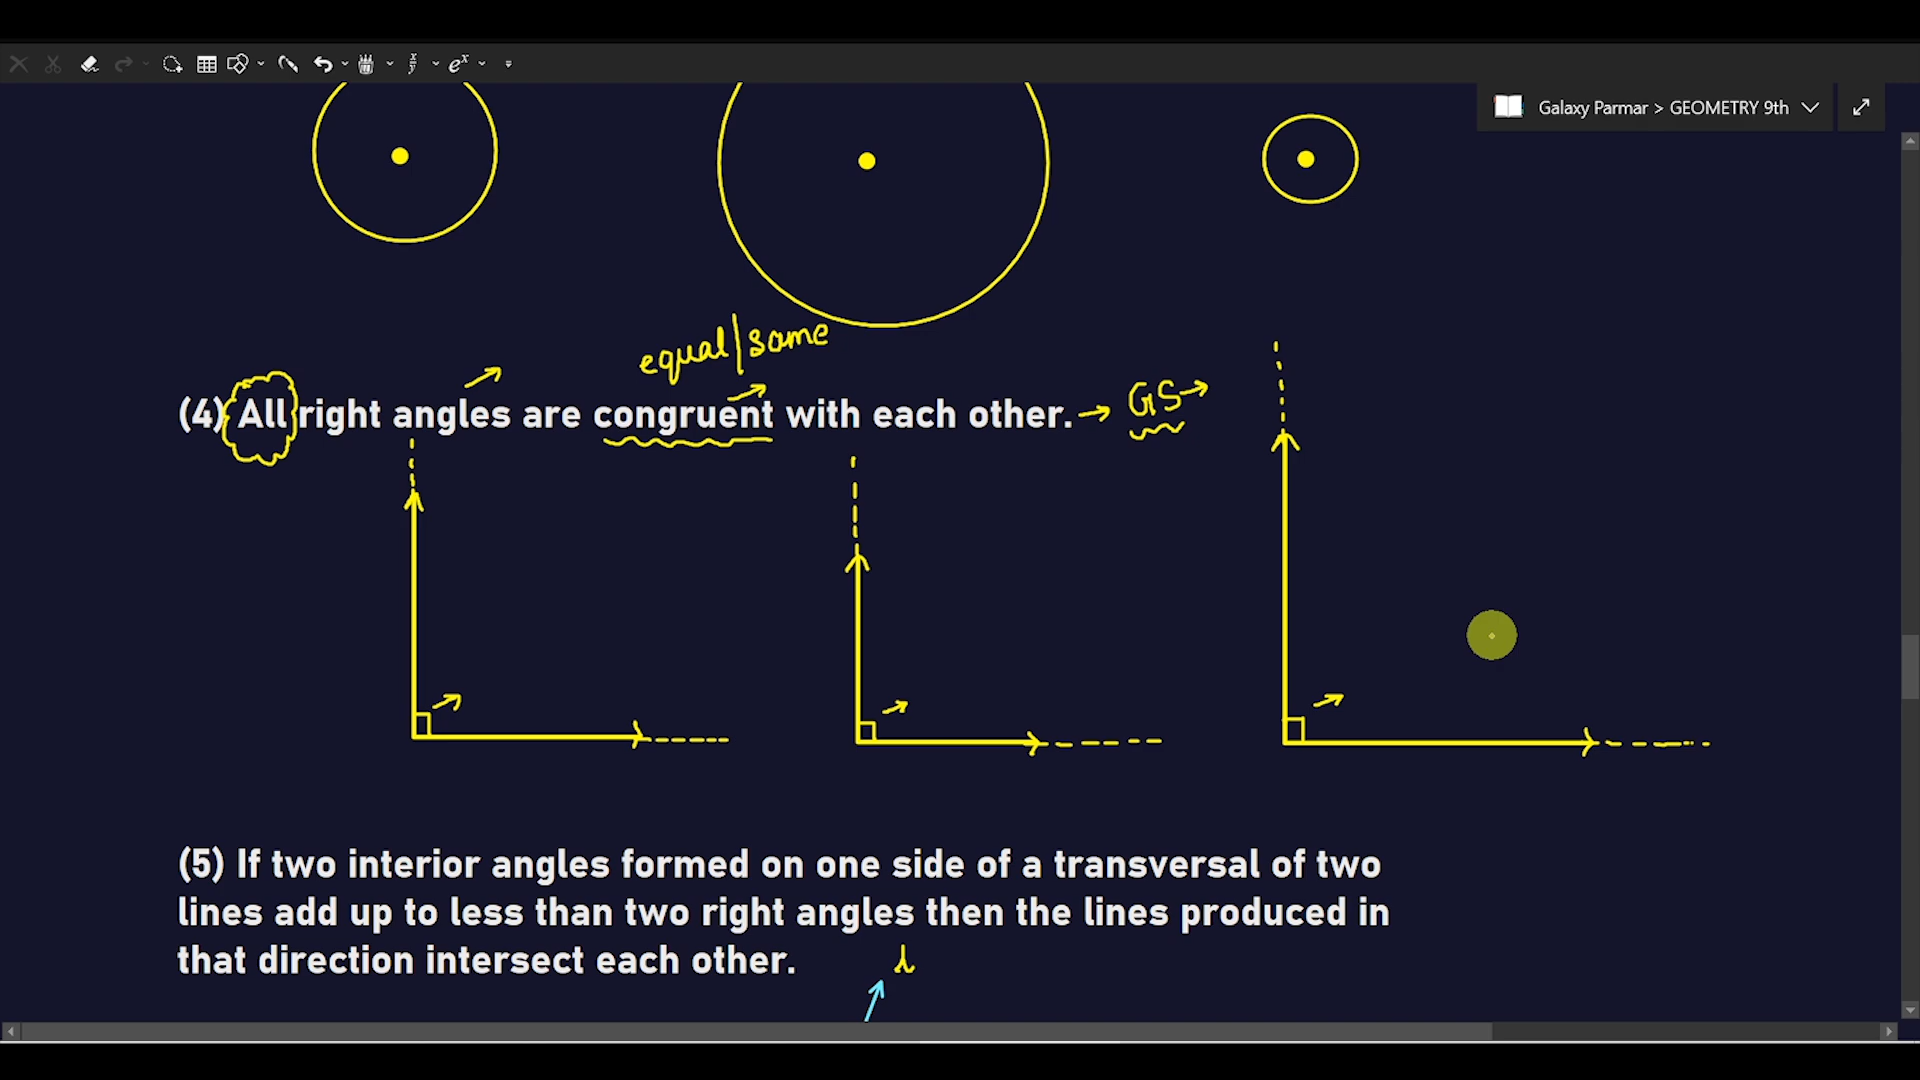 Galaxy Parmar > GEOMETRY 9th
equal/same
(4) All right angles are congruent with each other. → GS →
(5) If two interior angles formed on one side of a transversal of two
lines add up to less than two right angles then the lines produced in
that direction intersect each other.
l